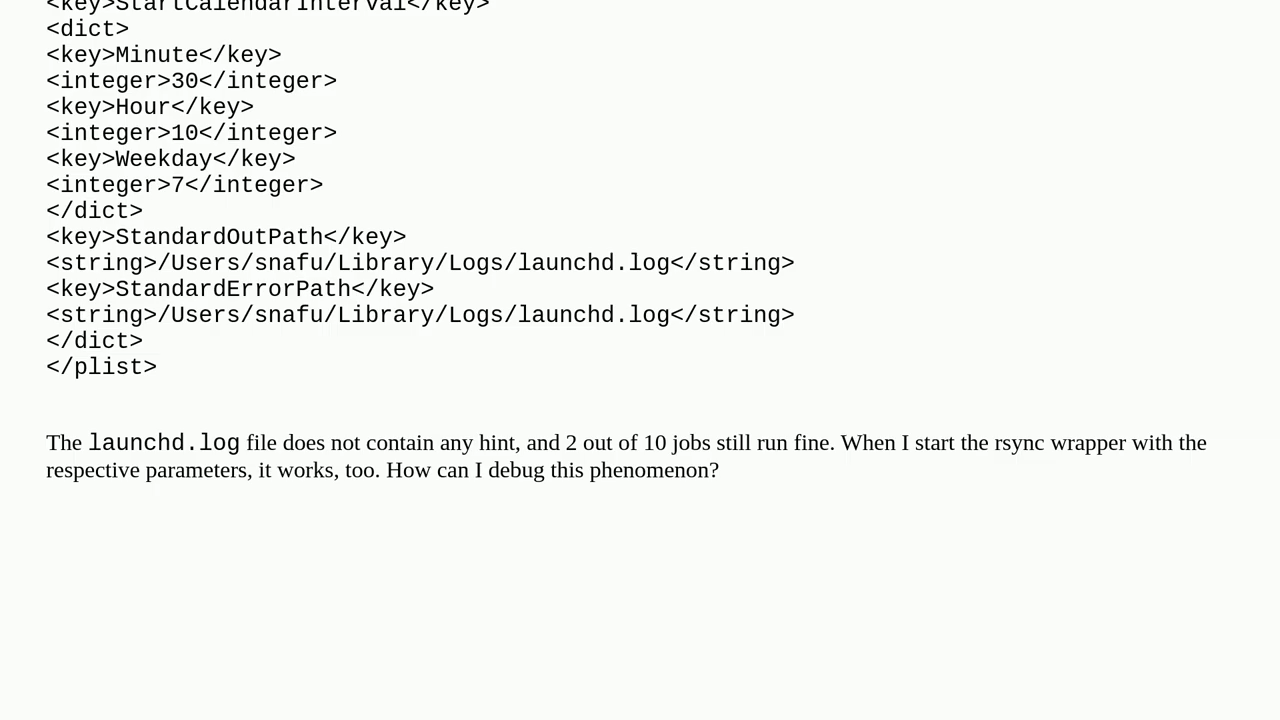 <key>StartCalendarInterval</key>
<dict>
<key>Minute</key>
<integer>30</integer>
<key>Hour</key>
<integer>10</integer>
<key>Weekday</key>
<integer>7</integer>
</dict>
<key>StandardOutPath</key>
<string>/Users/snafu/Library/Logs/launchd.log</string>
<key>StandardErrorPath</key>
<string>/Users/snafu/Library/Logs/launchd.log</string>
</dict>
</plist>
The launchd.log file does not contain any hint, and 2 out of 10 jobs still run fine. When I start the rsync wrapper with the
respective parameters, it works, too. How can I debug this phenomenon?